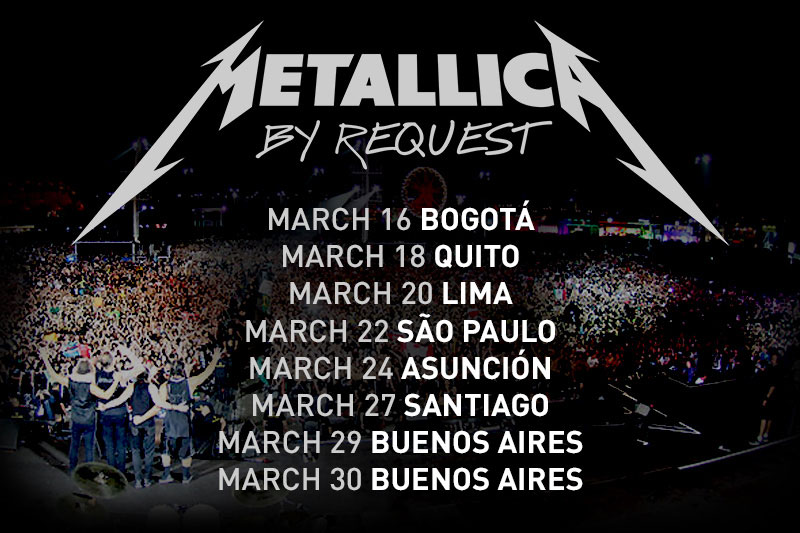 METALLICA
BY REQUEST
MARCH 16 BOGOTÁ
MARCH 18 QUITO
MARCH 20 LIMA
MARCH 22 SÃO PAULO
MARCH 24 ASUNCIÓN
MARCH 27 SANTIAGO
MARCH 29 BUENOS AIRES
MARCH 30 BUENOS AIRES